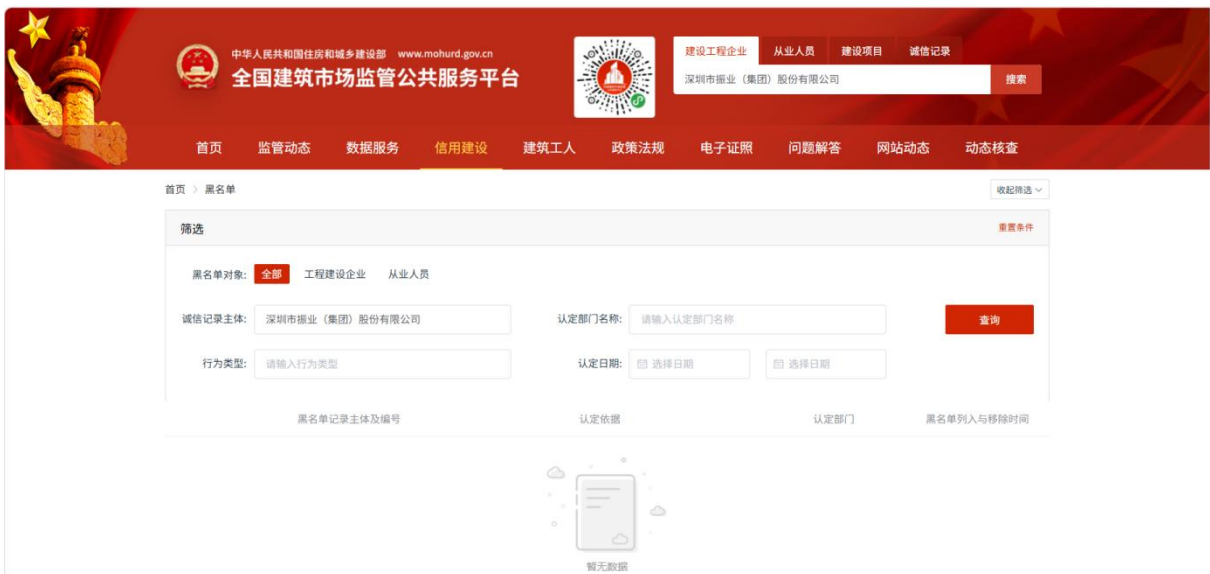 中华人民共和国住房和城乡建设部 www.mohurd.gov.cn
全国建筑市场监管公共服务平台
建设工程企业 从业人员 建设项目 诚信记录
深圳市振业（集团）股份有限公司 搜索
首页 监管动态 数据服务 信用建设 建筑工人 政策法规 电子证照 问题解答 网站动态 动态核查
首页 > 黑名单 收起筛选
筛选 重置条件
黑名单对象: 全部 工程建设企业 从业人员
诚信记录主体: 深圳市振业（集团）股份有限公司 认定部门名称: 请输入认定部门名称 查询
行为类型: 请输入行为类型 认定日期: 选择日期 选择日期
黑名单记录主体及编号 认定依据 认定部门 黑名单列入与移除时间
暂无数据